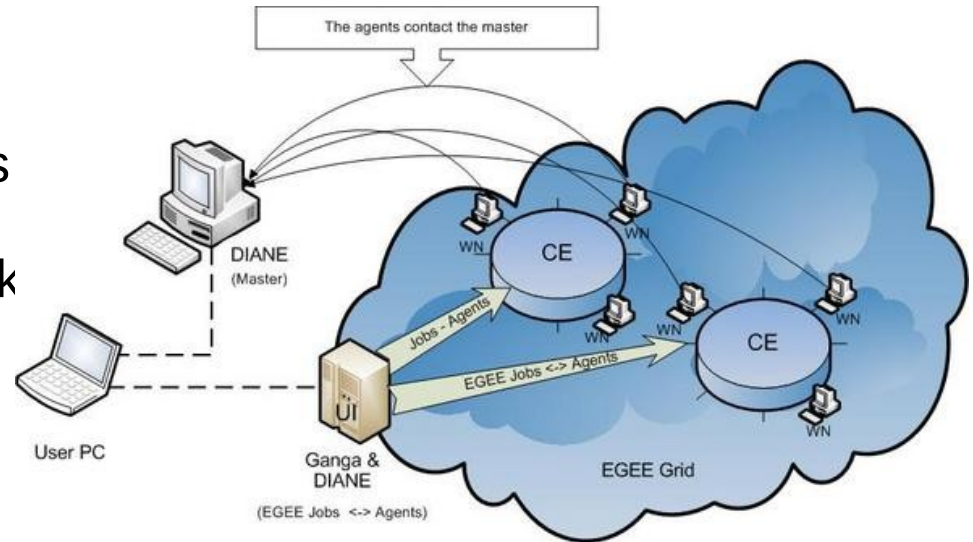 The agents contact the master
s
k
DIANE
(Master)
WN
CE
WN
WN
WN
WN
CE
WN
Jobs - Agents
EGEE Jobs <-> Agents
UI
User PC
Ganga &
DIANE
(EGEE Jobs <-> Agents)
EGEE Grid